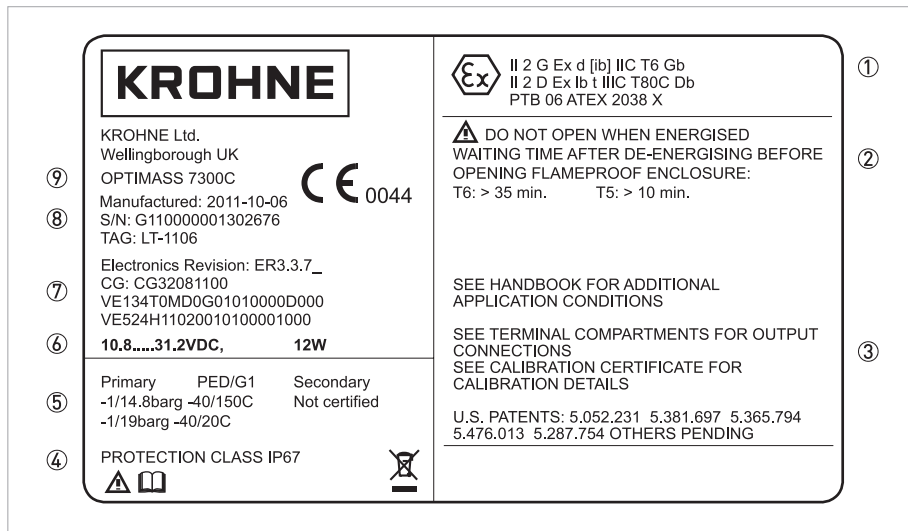 KROHNE
KROHNE Ltd.
Wellingborough UK
⑨ OPTIMASS 7300C
CE 0044
Manufactured: 2011-10-06
⑧ S/N: G110000001302676
TAG: LT-1106
Electronics Revision: ER3.3.7_
⑦ CG: CG32081100
VE134T0MD0G01010000D000
VE524H11020010100001000
⑥ 10.8.....31.2VDC, 12W
Primary PED/G1 Secondary
⑤ -1/14.8barg -40/150C Not certified
-1/19barg -40/20C
④ PROTECTION CLASS IP67
Ex
II 2 G Ex d [ib] IIC T6 Gb ①
II 2 D Ex Ib t IIIC T80C Db
PTB 06 ATEX 2038 X
DO NOT OPEN WHEN ENERGISED
WAITING TIME AFTER DE-ENERGISING BEFORE ②
OPENING FLAMEPROOF ENCLOSURE:
T6: > 35 min. T5: > 10 min.
SEE HANDBOOK FOR ADDITIONAL
APPLICATION CONDITIONS
SEE TERMINAL COMPARTMENTS FOR OUTPUT
CONNECTIONS ③
SEE CALIBRATION CERTIFICATE FOR
CALIBRATION DETAILS
U.S. PATENTS: 5.052.231 5.381.697 5.365.794
5.476.013 5.287.754 OTHERS PENDING